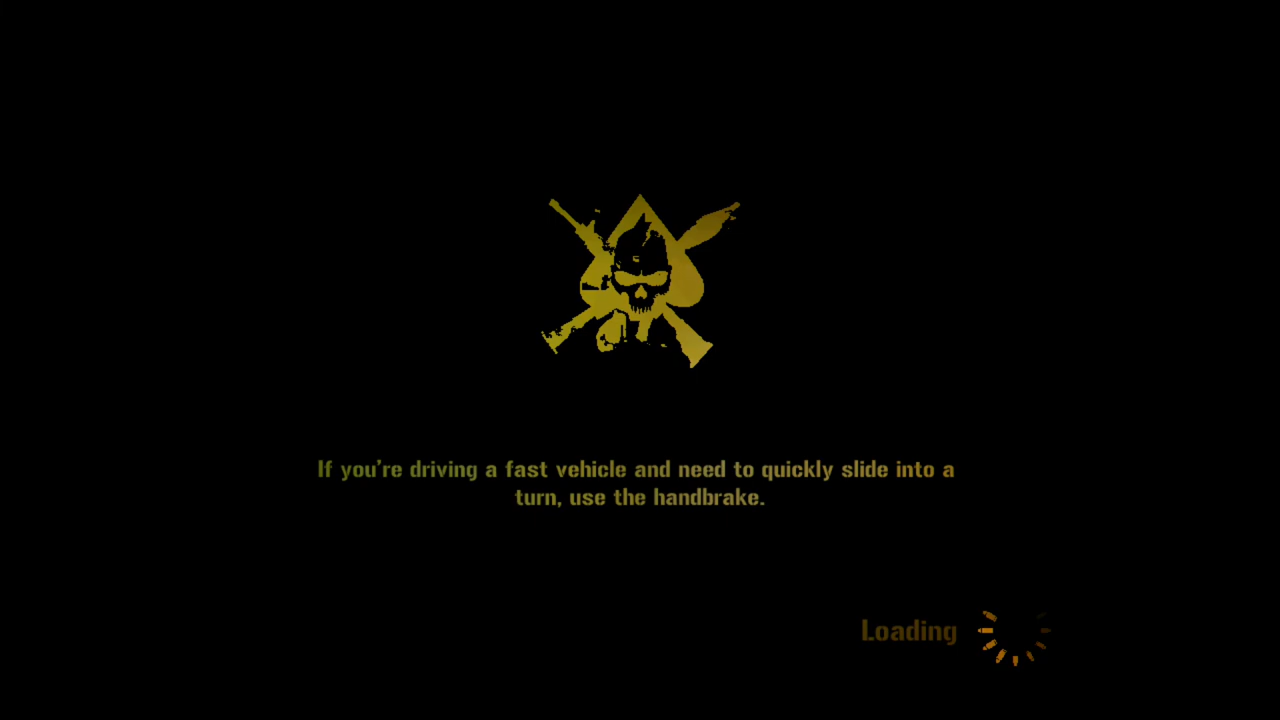 If you're driving a fast vehicle and need to quickly slide into a
turn, use the handbrake.
Loading